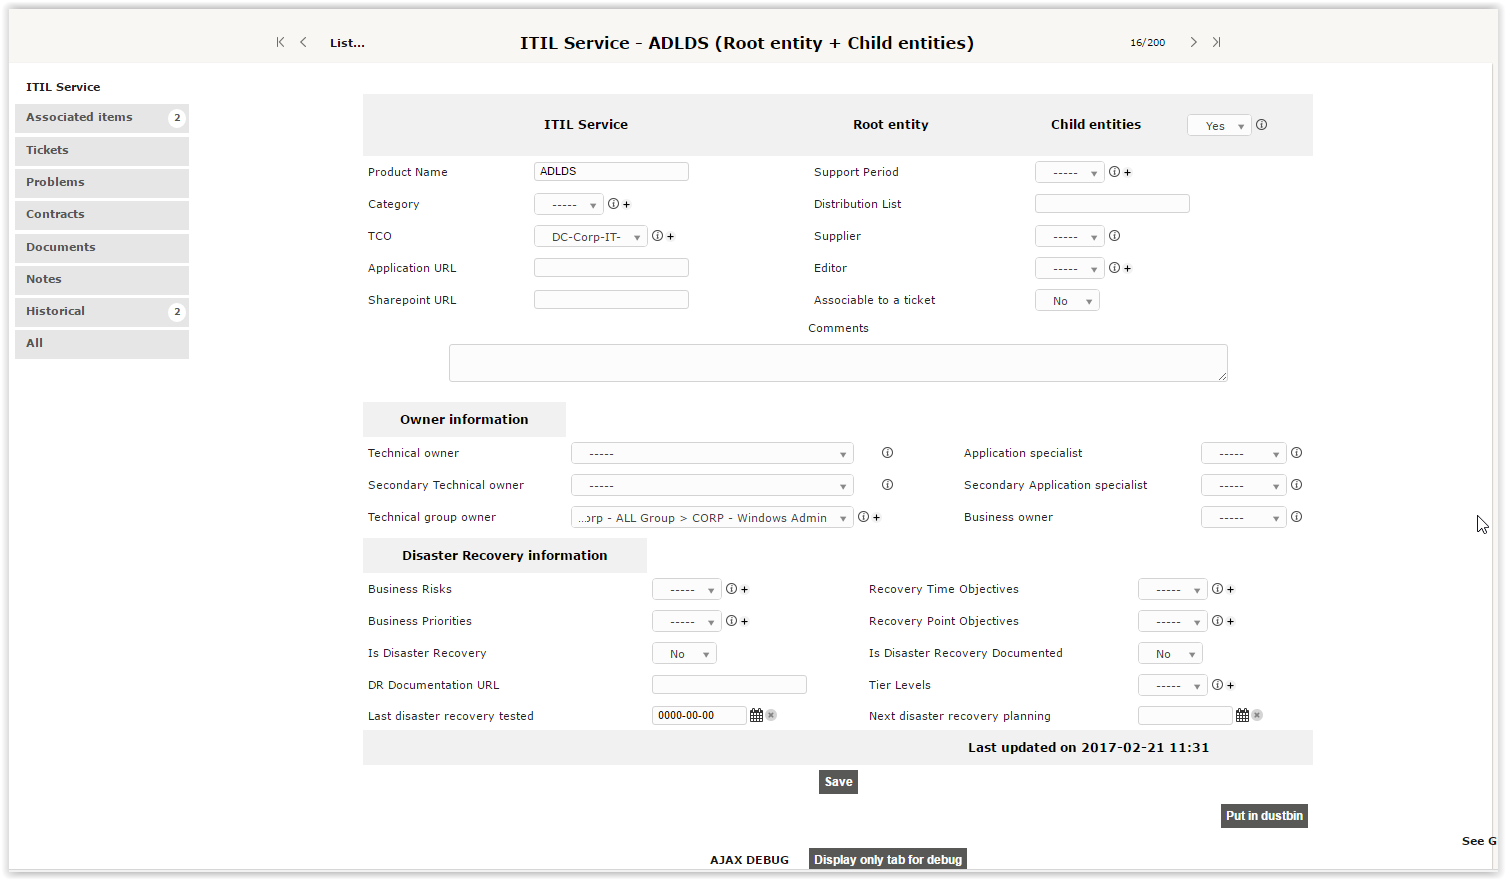 List...
ITIL Service - ADLDS (Root entity + Child entities)
16/200
ITIL Service
Associated items 2
Tickets
Problems
Contracts
Documents
Notes
Historical 2
All
ITIL Service Root entity Child entities Yes
Product Name ADLDS Support Period -----
Category ----- Distribution List
TCO DC-Corp-IT- Supplier -----
Application URL Editor -----
Sharepoint URL Associable to a ticket No
Comments
Owner information
Technical owner ----- Application specialist -----
Secondary Technical owner ----- Secondary Application specialist -----
Technical group owner ...orp - ALL Group > CORP - Windows Admin Business owner -----
Disaster Recovery information
Business Risks ----- Recovery Time Objectives -----
Business Priorities ----- Recovery Point Objectives -----
Is Disaster Recovery No Is Disaster Recovery Documented No
DR Documentation URL Tier Levels -----
Last disaster recovery tested 0000-00-00 Next disaster recovery planning
Last updated on 2017-02-21 11:31
Save
Put in dustbin
See G
AJAX DEBUG Display only tab for debug